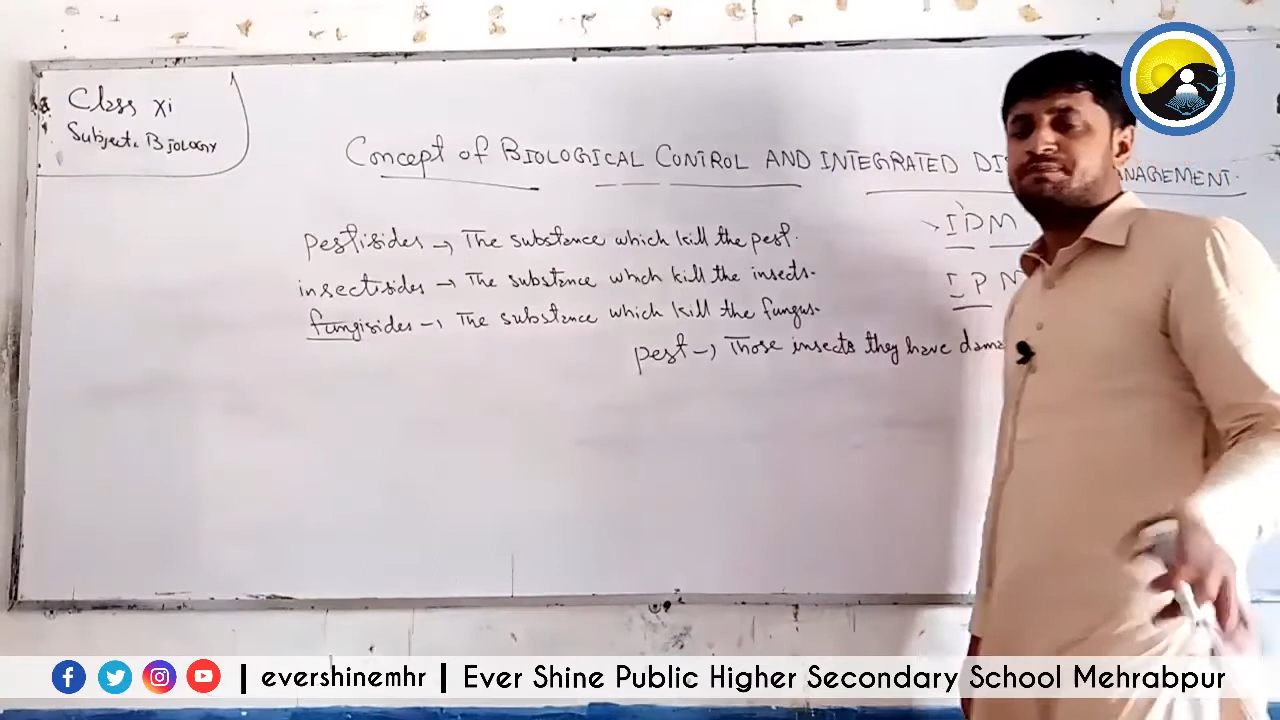 Class xi
Subject. BIOLOGY
Concept of BIOLOGICAL CONTROL AND INTEGRATED DI NAGEMENT.
IDM
pestisides → The substance which kill the pest.
IPM
insectisides → The substance which kill the insects.
fungisides → The substance which kill the fungus.
pest → Those insects they have dama
| evershinemhr | Ever Shine Public Higher Secondary School Mehrabpur